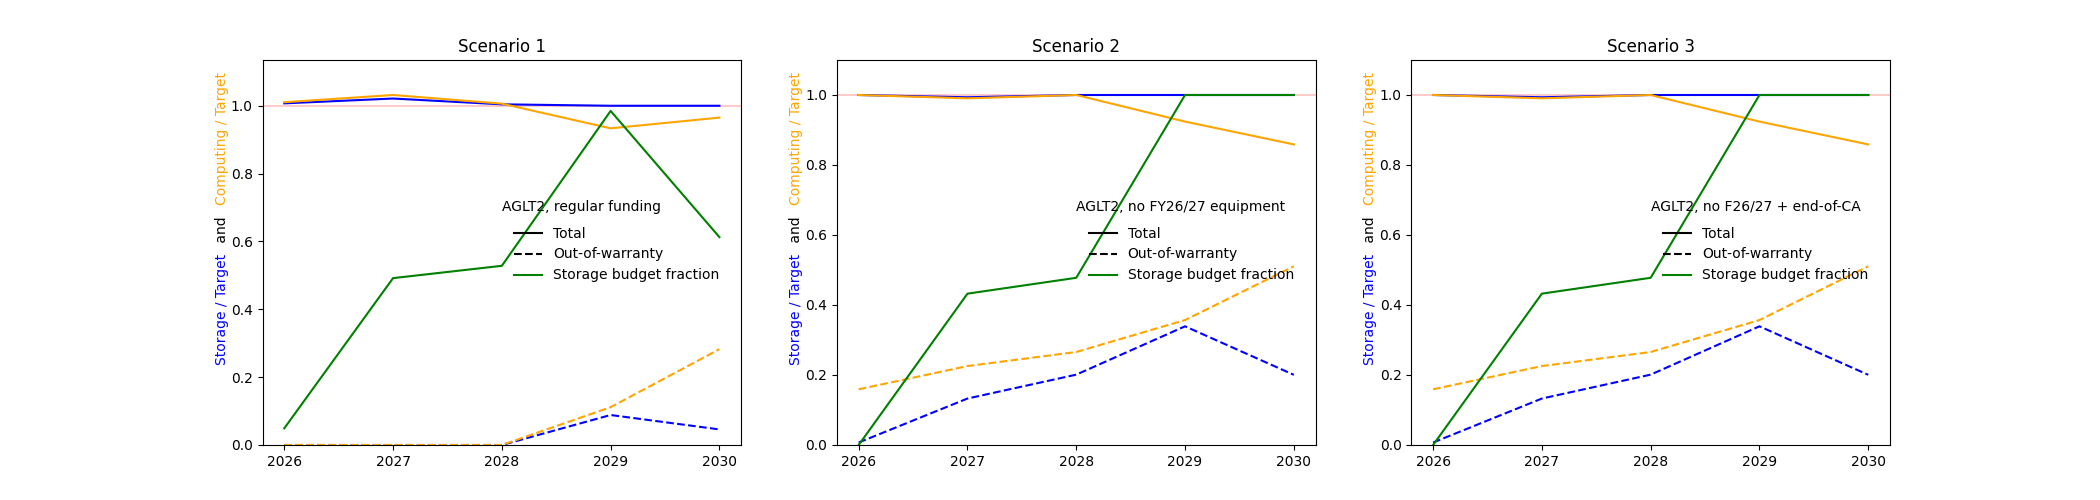 Scenario 1
Storage / Target and Computing / Target
1.0
0.8
0.6
0.4
0.2
0.0
AGLT2, regular funding
Total
Out-of-warranty
Storage budget fraction
2026 2027 2028 2029 2030
Scenario 2
Storage / Target and Computing / Target
1.0
0.8
0.6
0.4
0.2
0.0
AGLT2, no FY26/27 equipment
Total
Out-of-warranty
Storage budget fraction
2026 2027 2028 2029 2030
Scenario 3
Storage / Target and Computing / Target
1.0
0.8
0.6
0.4
0.2
0.0
AGLT2, no F26/27 + end-of-CA
Total
Out-of-warranty
Storage budget fraction
2026 2027 2028 2029 2030